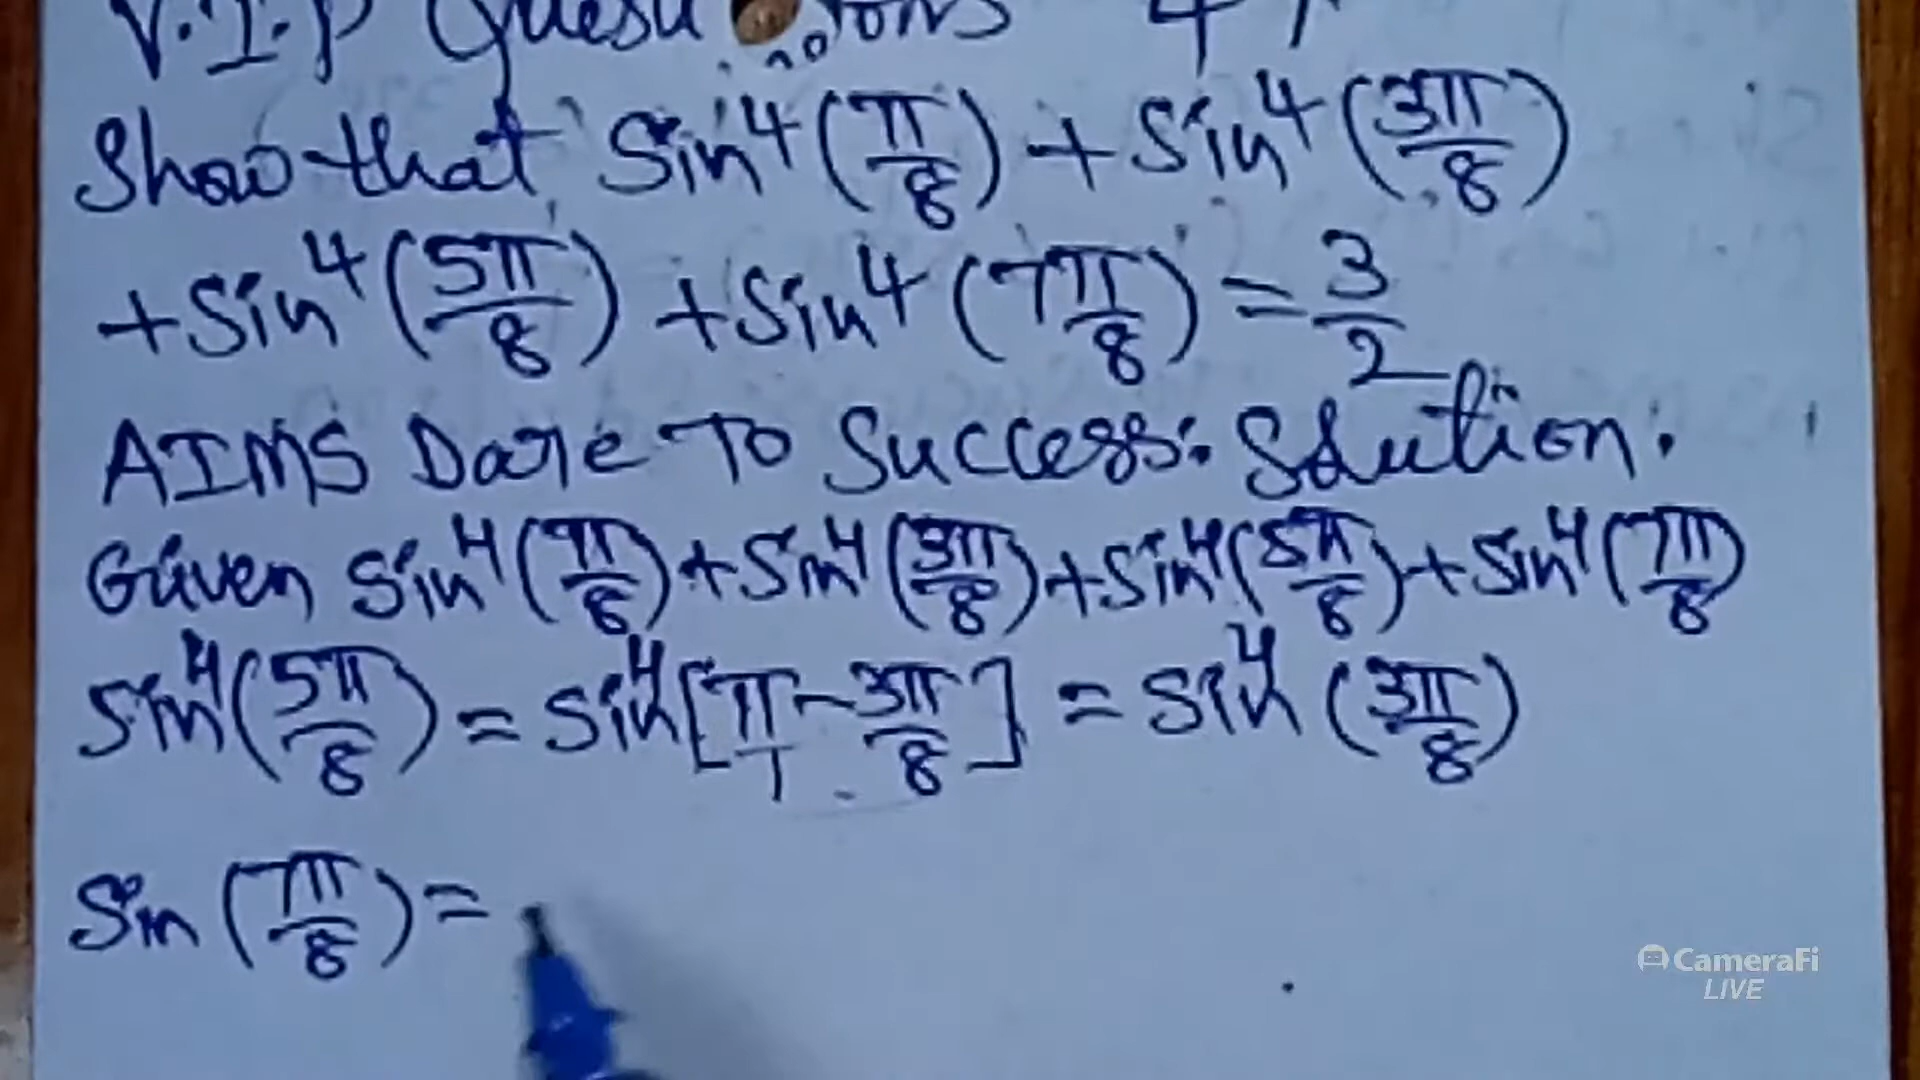 V.I.P Questions
Show that Sin⁴(π/8) + Sin⁴(3π/8)
+ Sin⁴(5π/8) + Sin⁴(7π/8) = 3/2
AIMS Dare To Success. Solution.
Given Sin⁴(π/8) + Sin⁴(3π/8) + Sin⁴(5π/8) + Sin⁴(7π/8)
Sin⁴(5π/8) = Sin⁴[π/1 - 3π/8] = Sin⁴(3π/8)
Sin(7π/8) =
CameraFi
LIVE